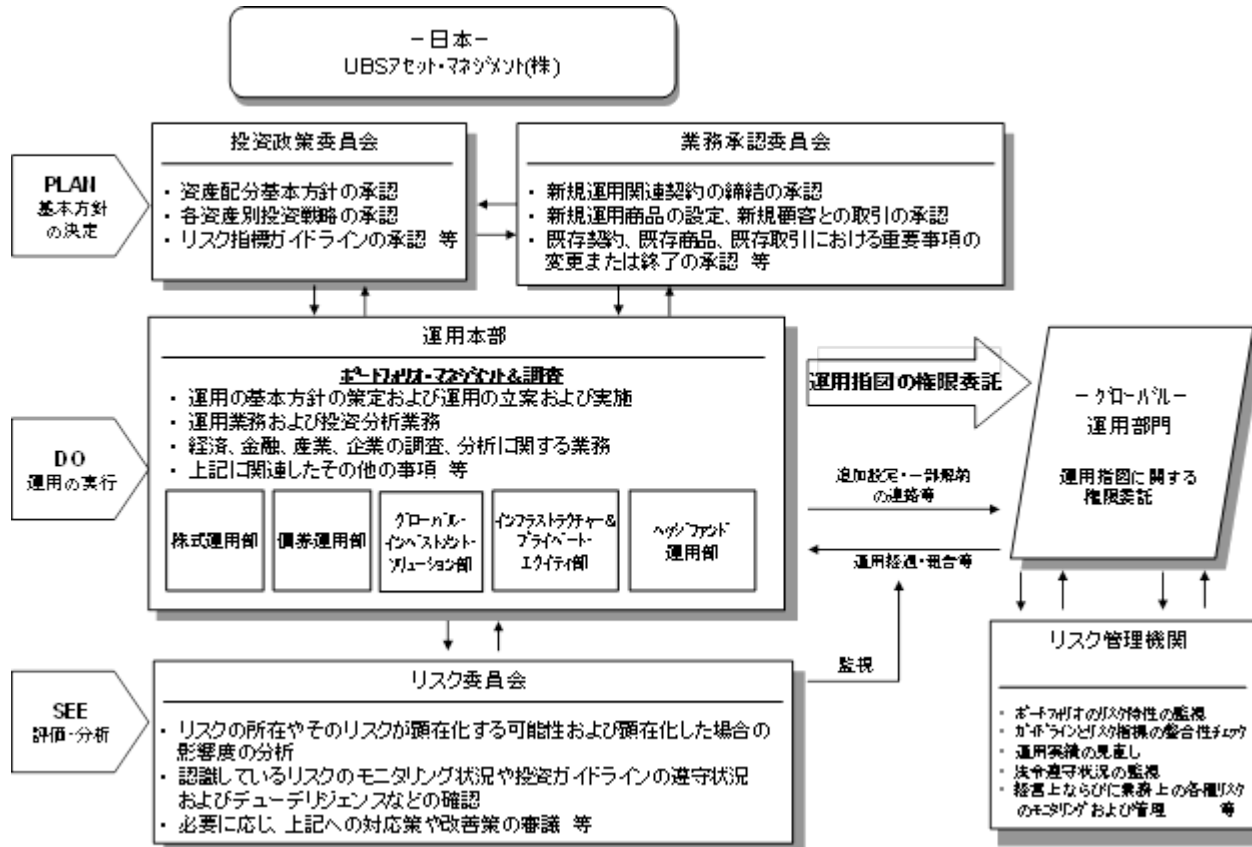 －日本－
UBSアセット・マネジメント(株)
投資政策委員会
・ 資産配分基本方針の承認
・ 各資産別投資戦略の承認
・ リスク指標ガイドラインの承認 等
業務承認委員会
・ 新規運用関連契約の締結の承認
・ 新規運用商品の設定、新規顧客との取引の承認
・ 既存契約、既存商品、既存取引における重要事項の
変更または終了の承認 等
PLAN
基本方針
の決定
運用本部
ポートフォリオ・マネジメント&調査
・ 運用の基本方針の策定および運用の立案および実施
・ 運用業務および投資分析業務
・ 経済、金融、産業、企業の調査、分析に関する業務
・ 上記に関連したその他の事項 等
株式運用部
債券運用部
グローバル・
インベストメント・
ソリューション部
インフラストラクチャー&
プライベート・
エクイティ部
ヘッジファンド
運用部
DO
運用の実行
運用指図の権限委託
追加設定・一部解約
の連絡等
運用経過・報告等
－グローバル－
運用部門
運用指図に関する
権限委託
監視
SEE
評価・分析
リスク委員会
・ リスクの所在やそのリスクが顕在化する可能性および顕在化した場合の
影響度の分析
・ 認識しているリスクのモニタリング状況や投資ガイドラインの遵守状況
およびデューデリジェンスなどの確認
・ 必要に応じ、上記への対応策や改善策の審議 等
リスク管理機関
・ ポートフォリオのリスク特性の監視
・ ガイドラインとリスク指標の整合性チェック
・ 運用実績の見直し
・ 法令遵守状況の監視
・ 経営上ならびに業務上の各種リスク
のモニタリングおよび管理 等